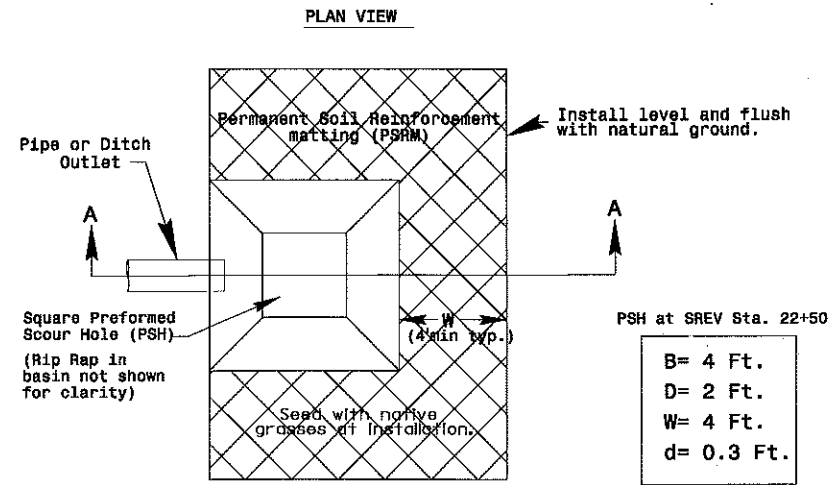 PLAN VIEW
Permanent Soil Reinforcement
matting (PSRM)
Install level and flush
with natural ground.
Pipe or Ditch
Outlet
A
A
Square Preformed
Scour Hole (PSH)
(Rip Rap in
basin not shown
for clarity)
W
(4'min typ.)
Seed with native
grasses at installation.
PSH at SREV Sta. 22+50
B= 4 Ft.
D= 2 Ft.
W= 4 Ft.
d= 0.3 Ft.